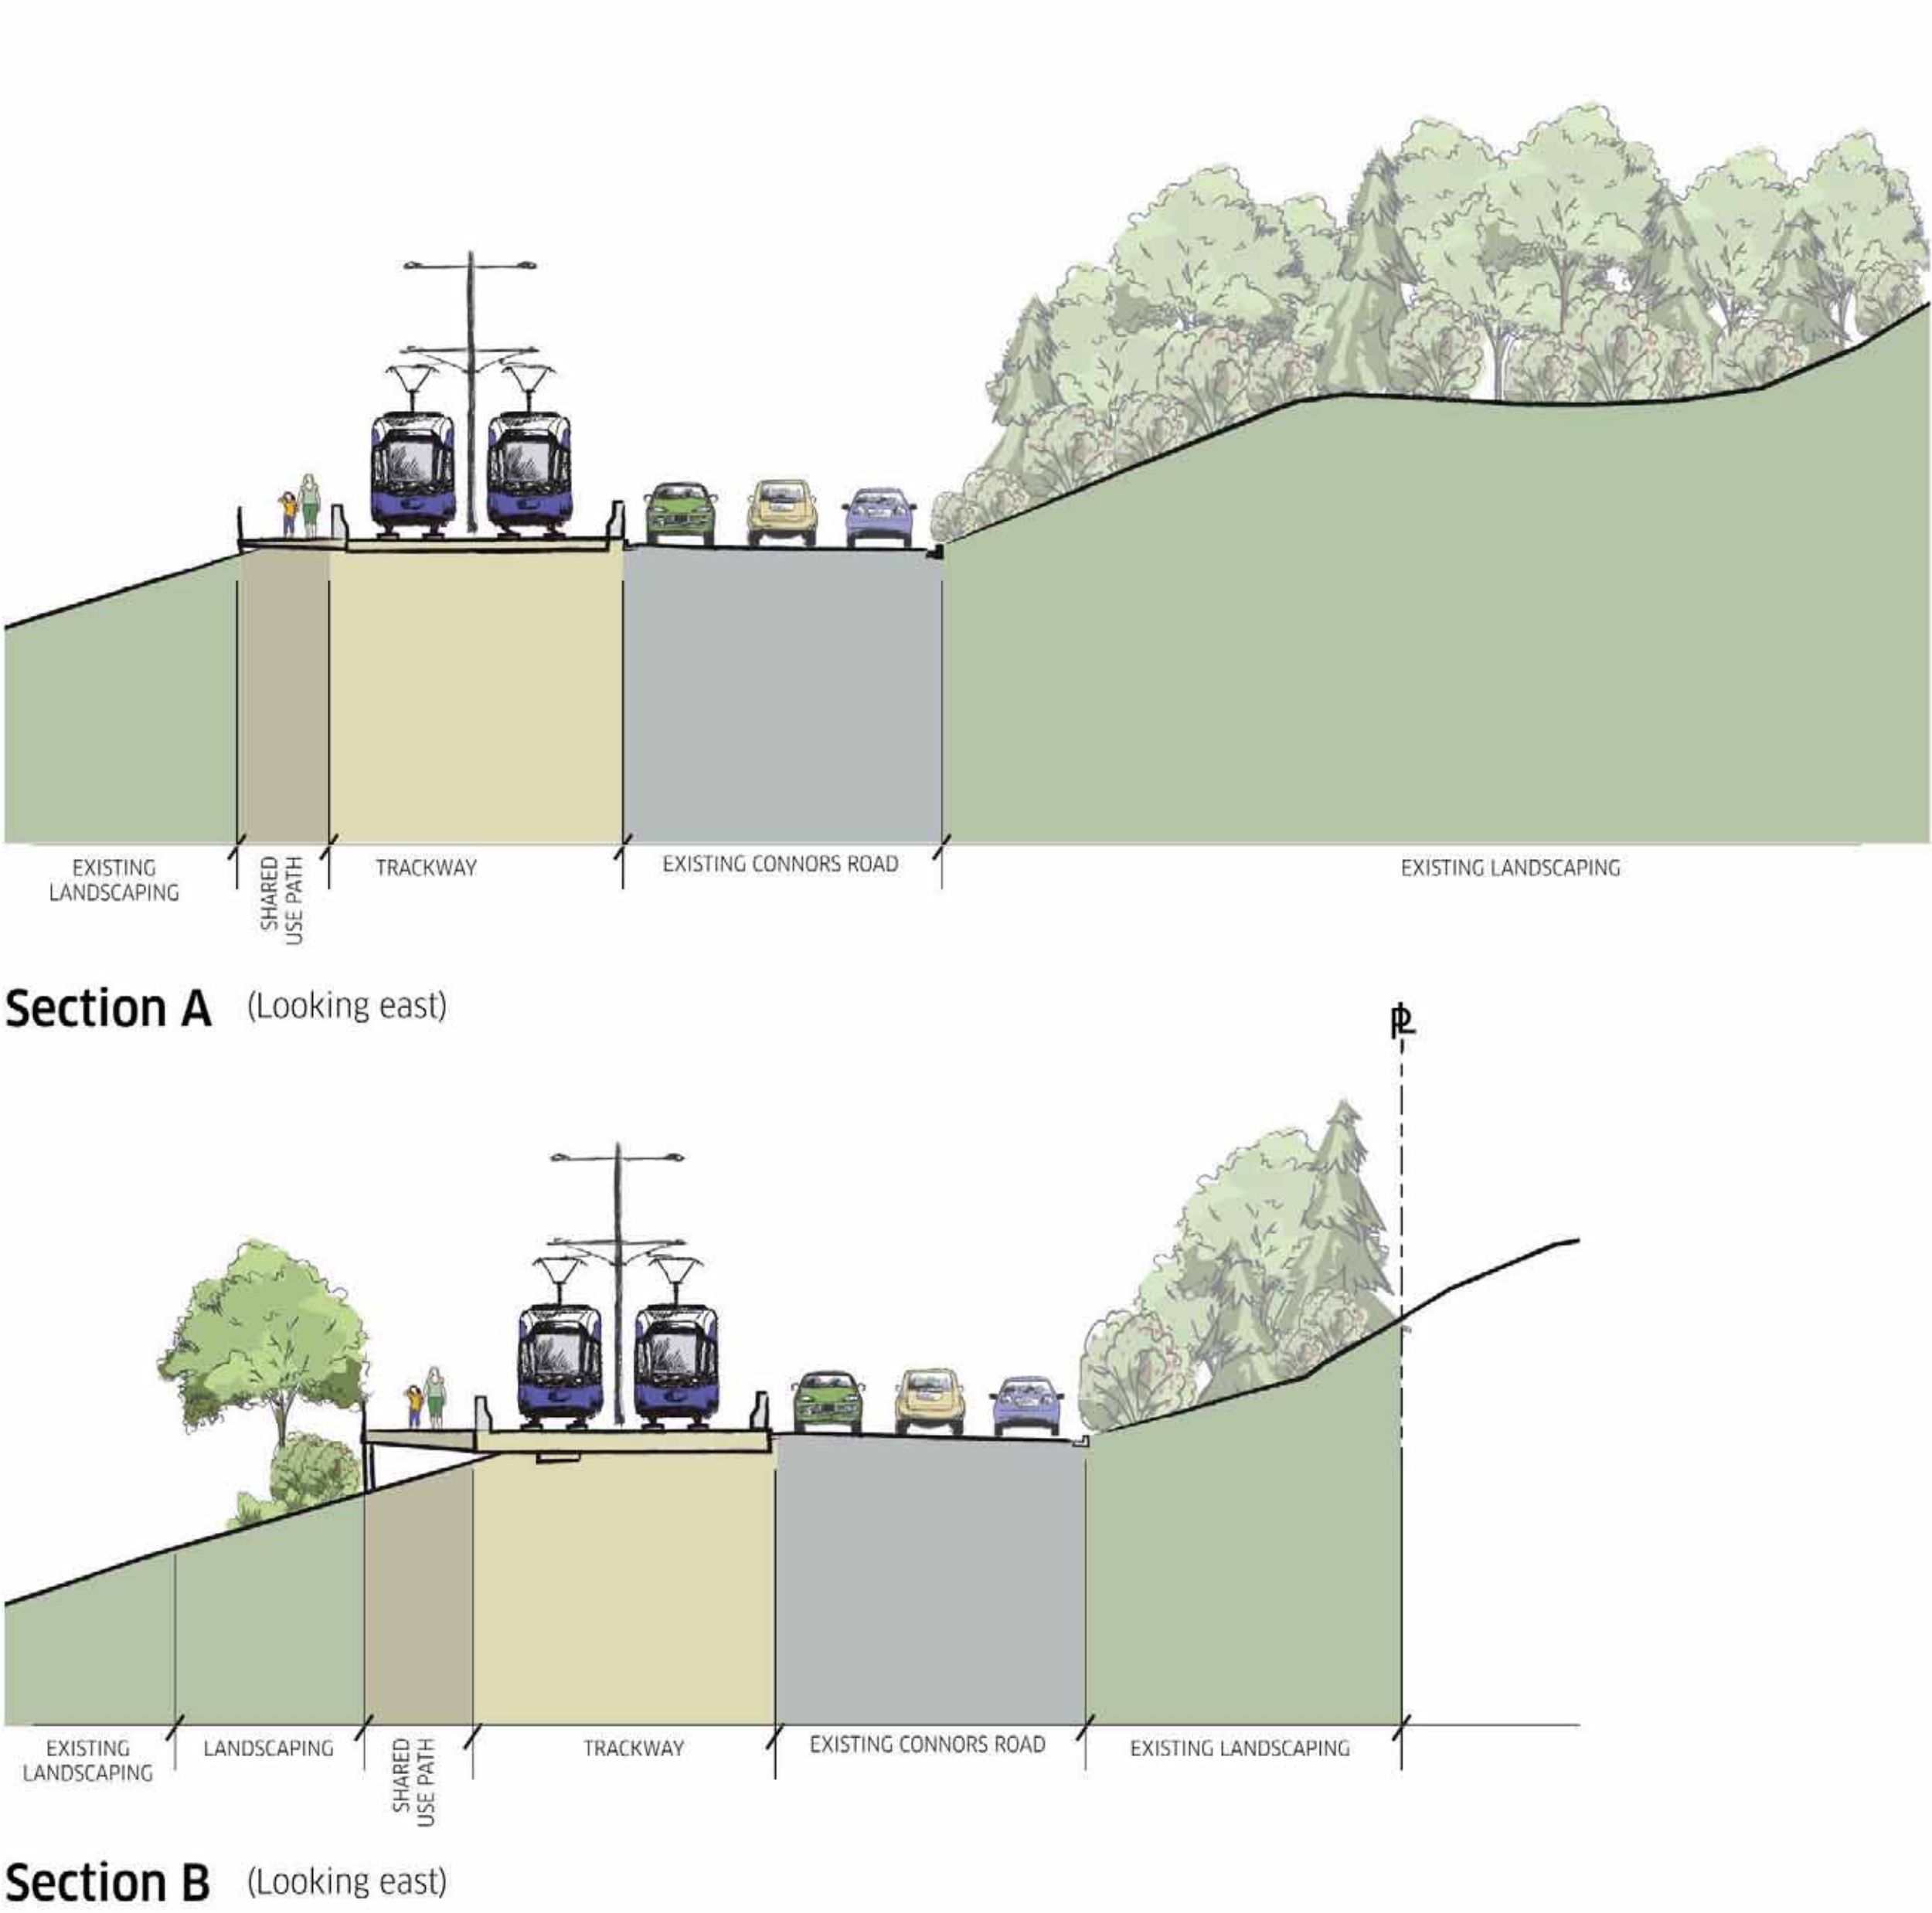 EXISTING
LANDSCAPING
SHARED
USE PATH
TRACKWAY
EXISTING CONNORS ROAD
EXISTING LANDSCAPING
Section A (Looking east)
PL
EXISTING
LANDSCAPING
LANDSCAPING
SHARED
USE PATH
TRACKWAY
EXISTING CONNORS ROAD
EXISTING LANDSCAPING
Section B (Looking east)